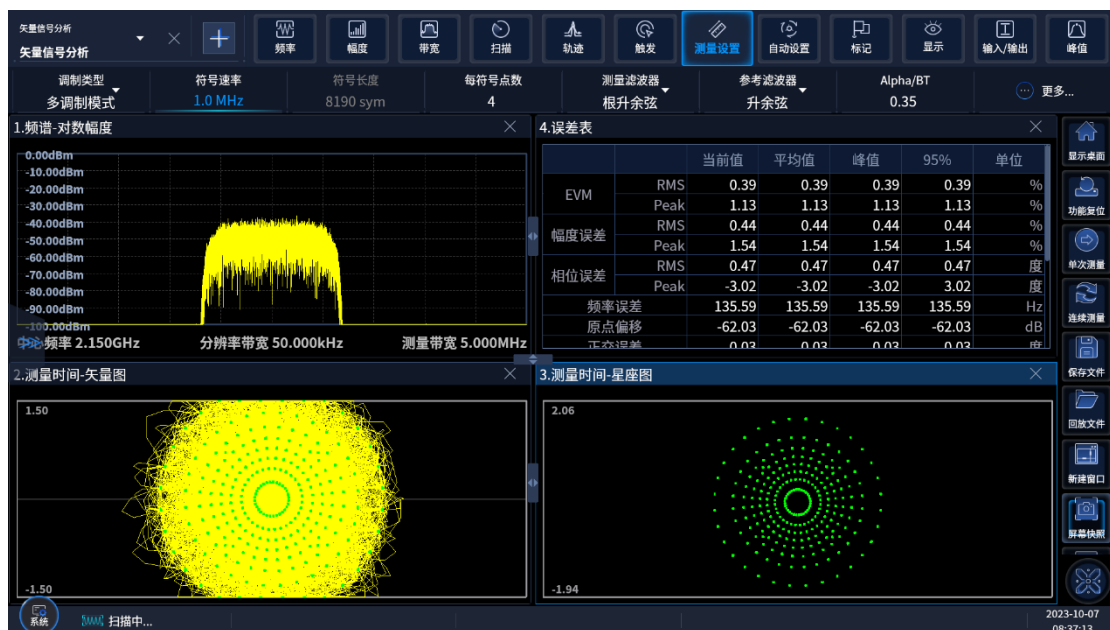 矢量信号分析
矢量信号分析
频率
幅度
带宽
扫描
轨迹
触发
测量设置
自动设置
标记
显示
输入/输出
峰值
调制类型
多调制模式
符号速率
1.0 MHz
符号长度
8190 sym
每符号点数
4
测量滤波器
根升余弦
参考滤波器
升余弦
Alpha/BT
0.35
更多...
1.频谱-对数幅度
0.00dBm
-10.00dBm
-20.00dBm
-30.00dBm
-40.00dBm
-50.00dBm
-60.00dBm
-70.00dBm
-80.00dBm
-90.00dBm
-100.00dBm
中心频率 2.150GHz 分辨率带宽 50.000kHz 测量带宽 5.000MHz
4.误差表
当前值 平均值 峰值 95% 单位
EVM RMS 0.39 0.39 0.39 0.39 %
Peak 1.13 1.13 1.13 1.13 %
幅度误差 RMS 0.44 0.44 0.44 0.44 %
Peak 1.54 1.54 1.54 1.54 %
相位误差 RMS 0.47 0.47 0.47 0.47 度
Peak -3.02 -3.02 -3.02 3.02 度
频率误差 135.59 135.59 135.59 135.59 Hz
原点偏移 -62.03 -62.03 -62.03 -62.03 dB
正交误差 0.03 0.03 0.03 0.03 度
2.测量时间-矢量图
1.50
-1.50
3.测量时间-星座图
2.06
-1.94
显示桌面
功能复位
单次测量
连续测量
保存文件
回放文件
新建窗口
屏幕快照
系统
扫描中...
2023-10-07
08:37:13